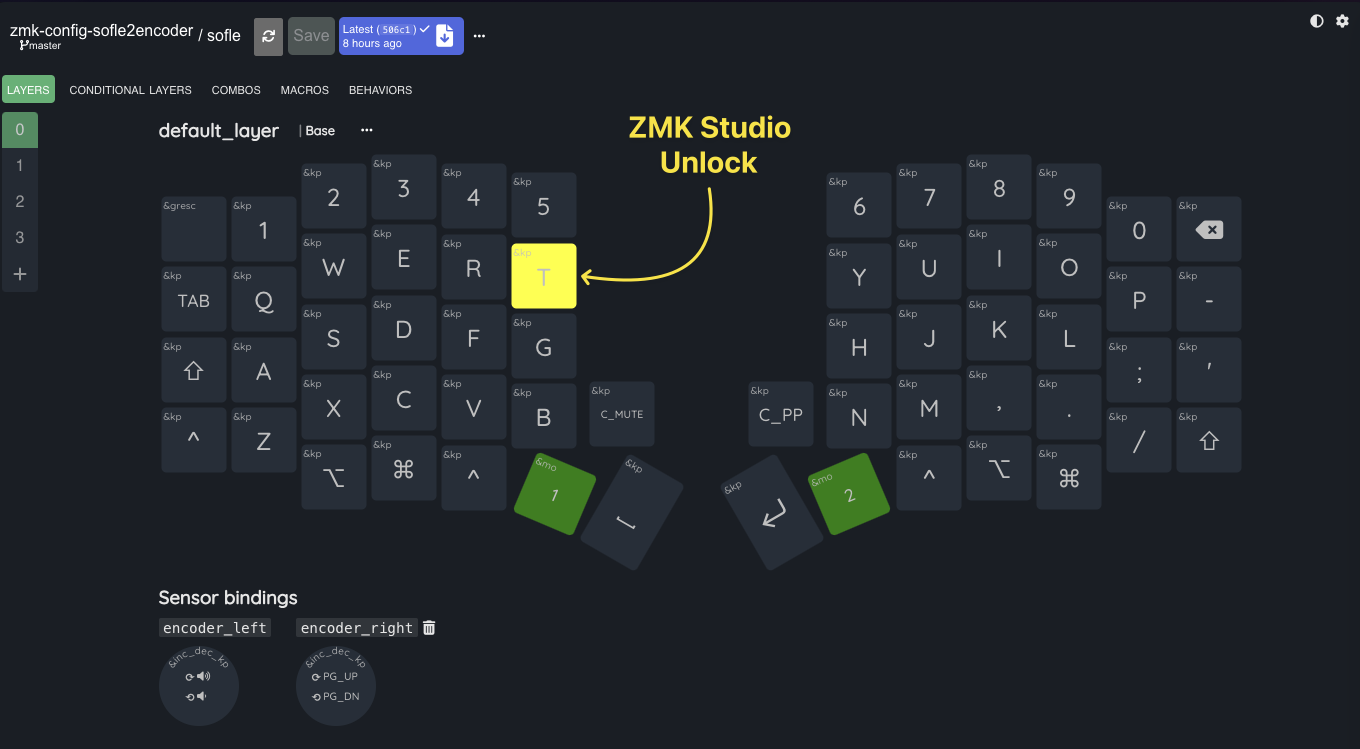 zmk-config-sofle2encoder / sofle
master
Save
Latest (506c1)
8 hours ago
LAYERS CONDITIONAL LAYERS COMBOS MACROS BEHAVIORS
0
1
2
3
+
default_layer | Base
ZMK Studio
Unlock
&gresc
&kp 1
&kp 2
&kp 3
&kp 4
&kp 5
&kp 6
&kp 7
&kp 8
&kp 9
&kp 0
&kp
&kp TAB
&kp Q
&kp W
&kp E
&kp R
&kp T
&kp Y
&kp U
&kp I
&kp O
&kp P
&kp -
&kp ⇧
&kp A
&kp S
&kp D
&kp F
&kp G
&kp H
&kp J
&kp K
&kp L
&kp ;
&kp '
&kp ^
&kp Z
&kp X
&kp C
&kp V
&kp B
&kp C_MUTE
&kp C_PP
&kp N
&kp M
&kp ,
&kp .
&kp /
&kp ⇧
&kp ⌥
&kp ⌘
&kp ^
&mo 1
&kp
&kp
&mo 2
&kp ^
&kp ⌥
&kp ⌘
Sensor bindings
encoder_left encoder_right
&inc_dec_kp
&inc_dec_kp
PG_UP
PG_DN